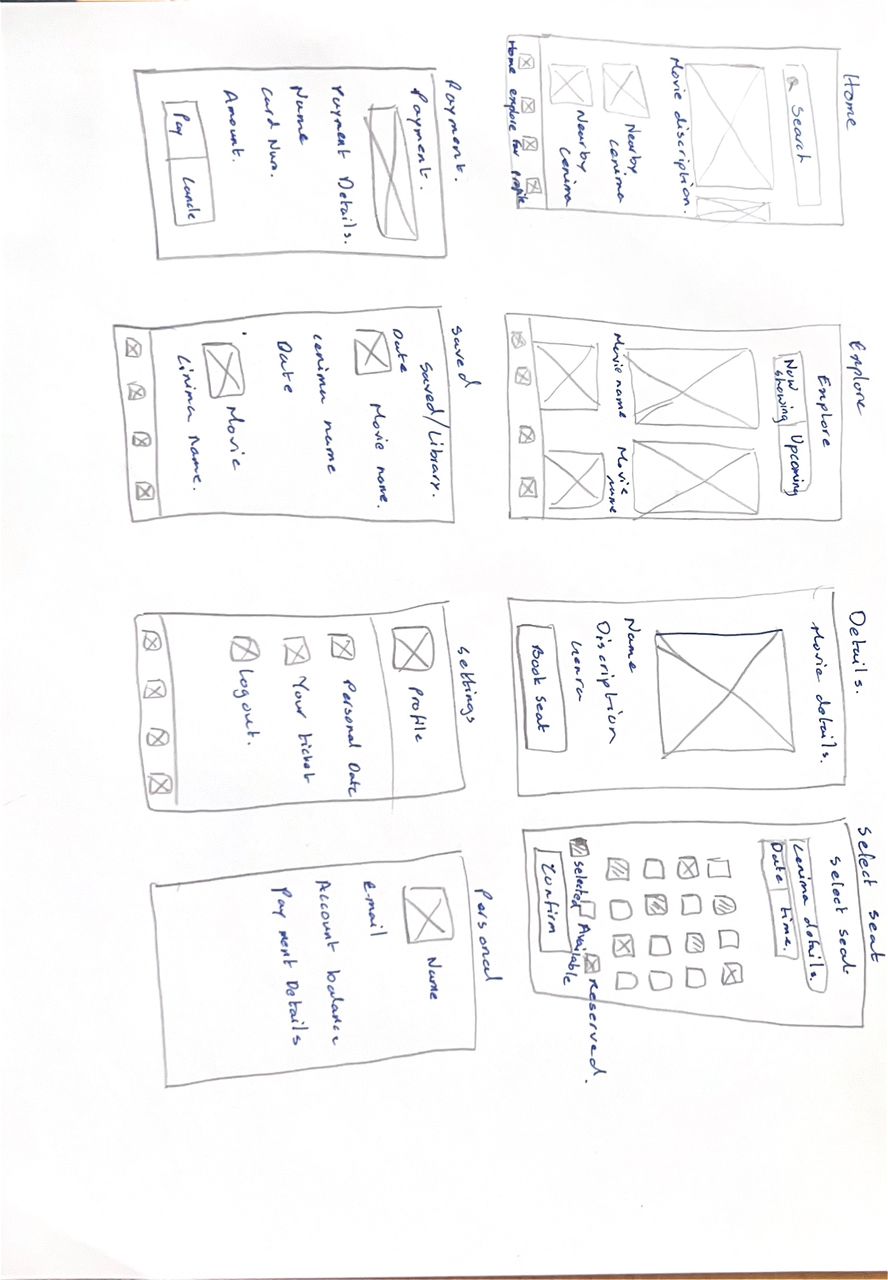 Home
Search
Movie discription.
Nearby
Cenima
Nearby
Cenima
Home explore Fav Profile
Explore
Explore
Now showing
Upcoming
Movie name
Movie name
Details.
Movie details.
Name
Discription
Genra
Book Seat
Select seat
Select seat
Cenima details.
Date time.
Selected Available Reserved.
Confirm
Payment.
Payment.
Payment Details.
Name
Card Num.
Amount.
Pay Cancle
Saved
Saved/Library.
Date
Movie name.
Cenima name
Date
Movie
Cinima name.
Settings
Profile
Personal Date
Your ticket
Logout.
Personal
Name
E-mail
Account balance
Payment Details